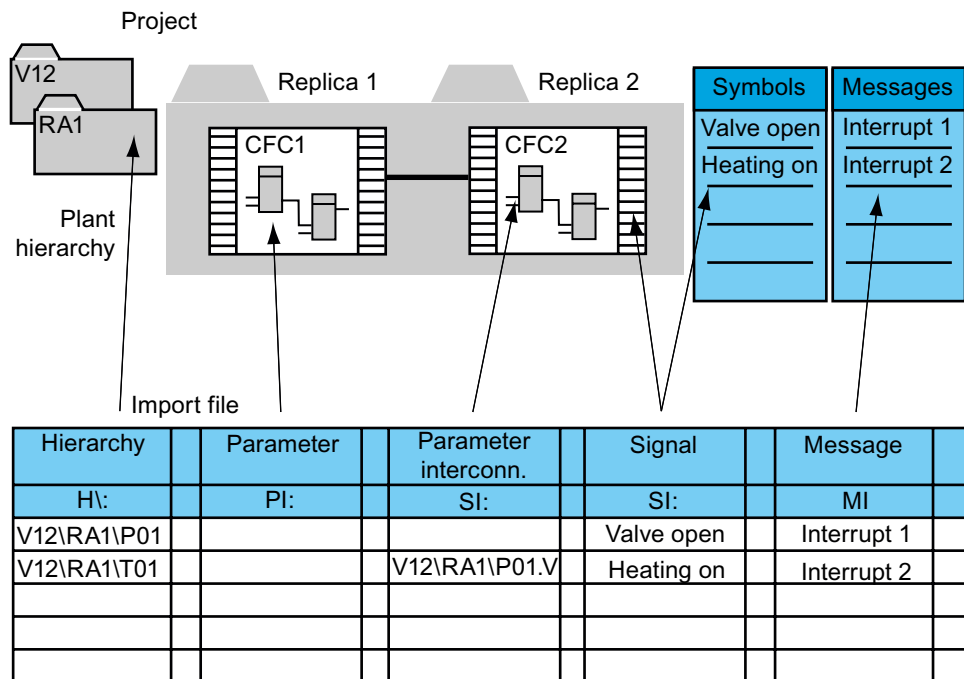 Project
V12
RA1
Plant
hierarchy
Replica 1
Replica 2
CFC1
CFC2
Symbols
Messages
Valve open
Interrupt 1
Heating on
Interrupt 2
Import file
Hierarchy
Parameter
Parameter
interconn.
Signal
Message
H\:
PI:
SI:
SI:
MI
V12\RA1\P01
Valve open
Interrupt 1
V12\RA1\T01
V12\RA1\P01.V
Heating on
Interrupt 2